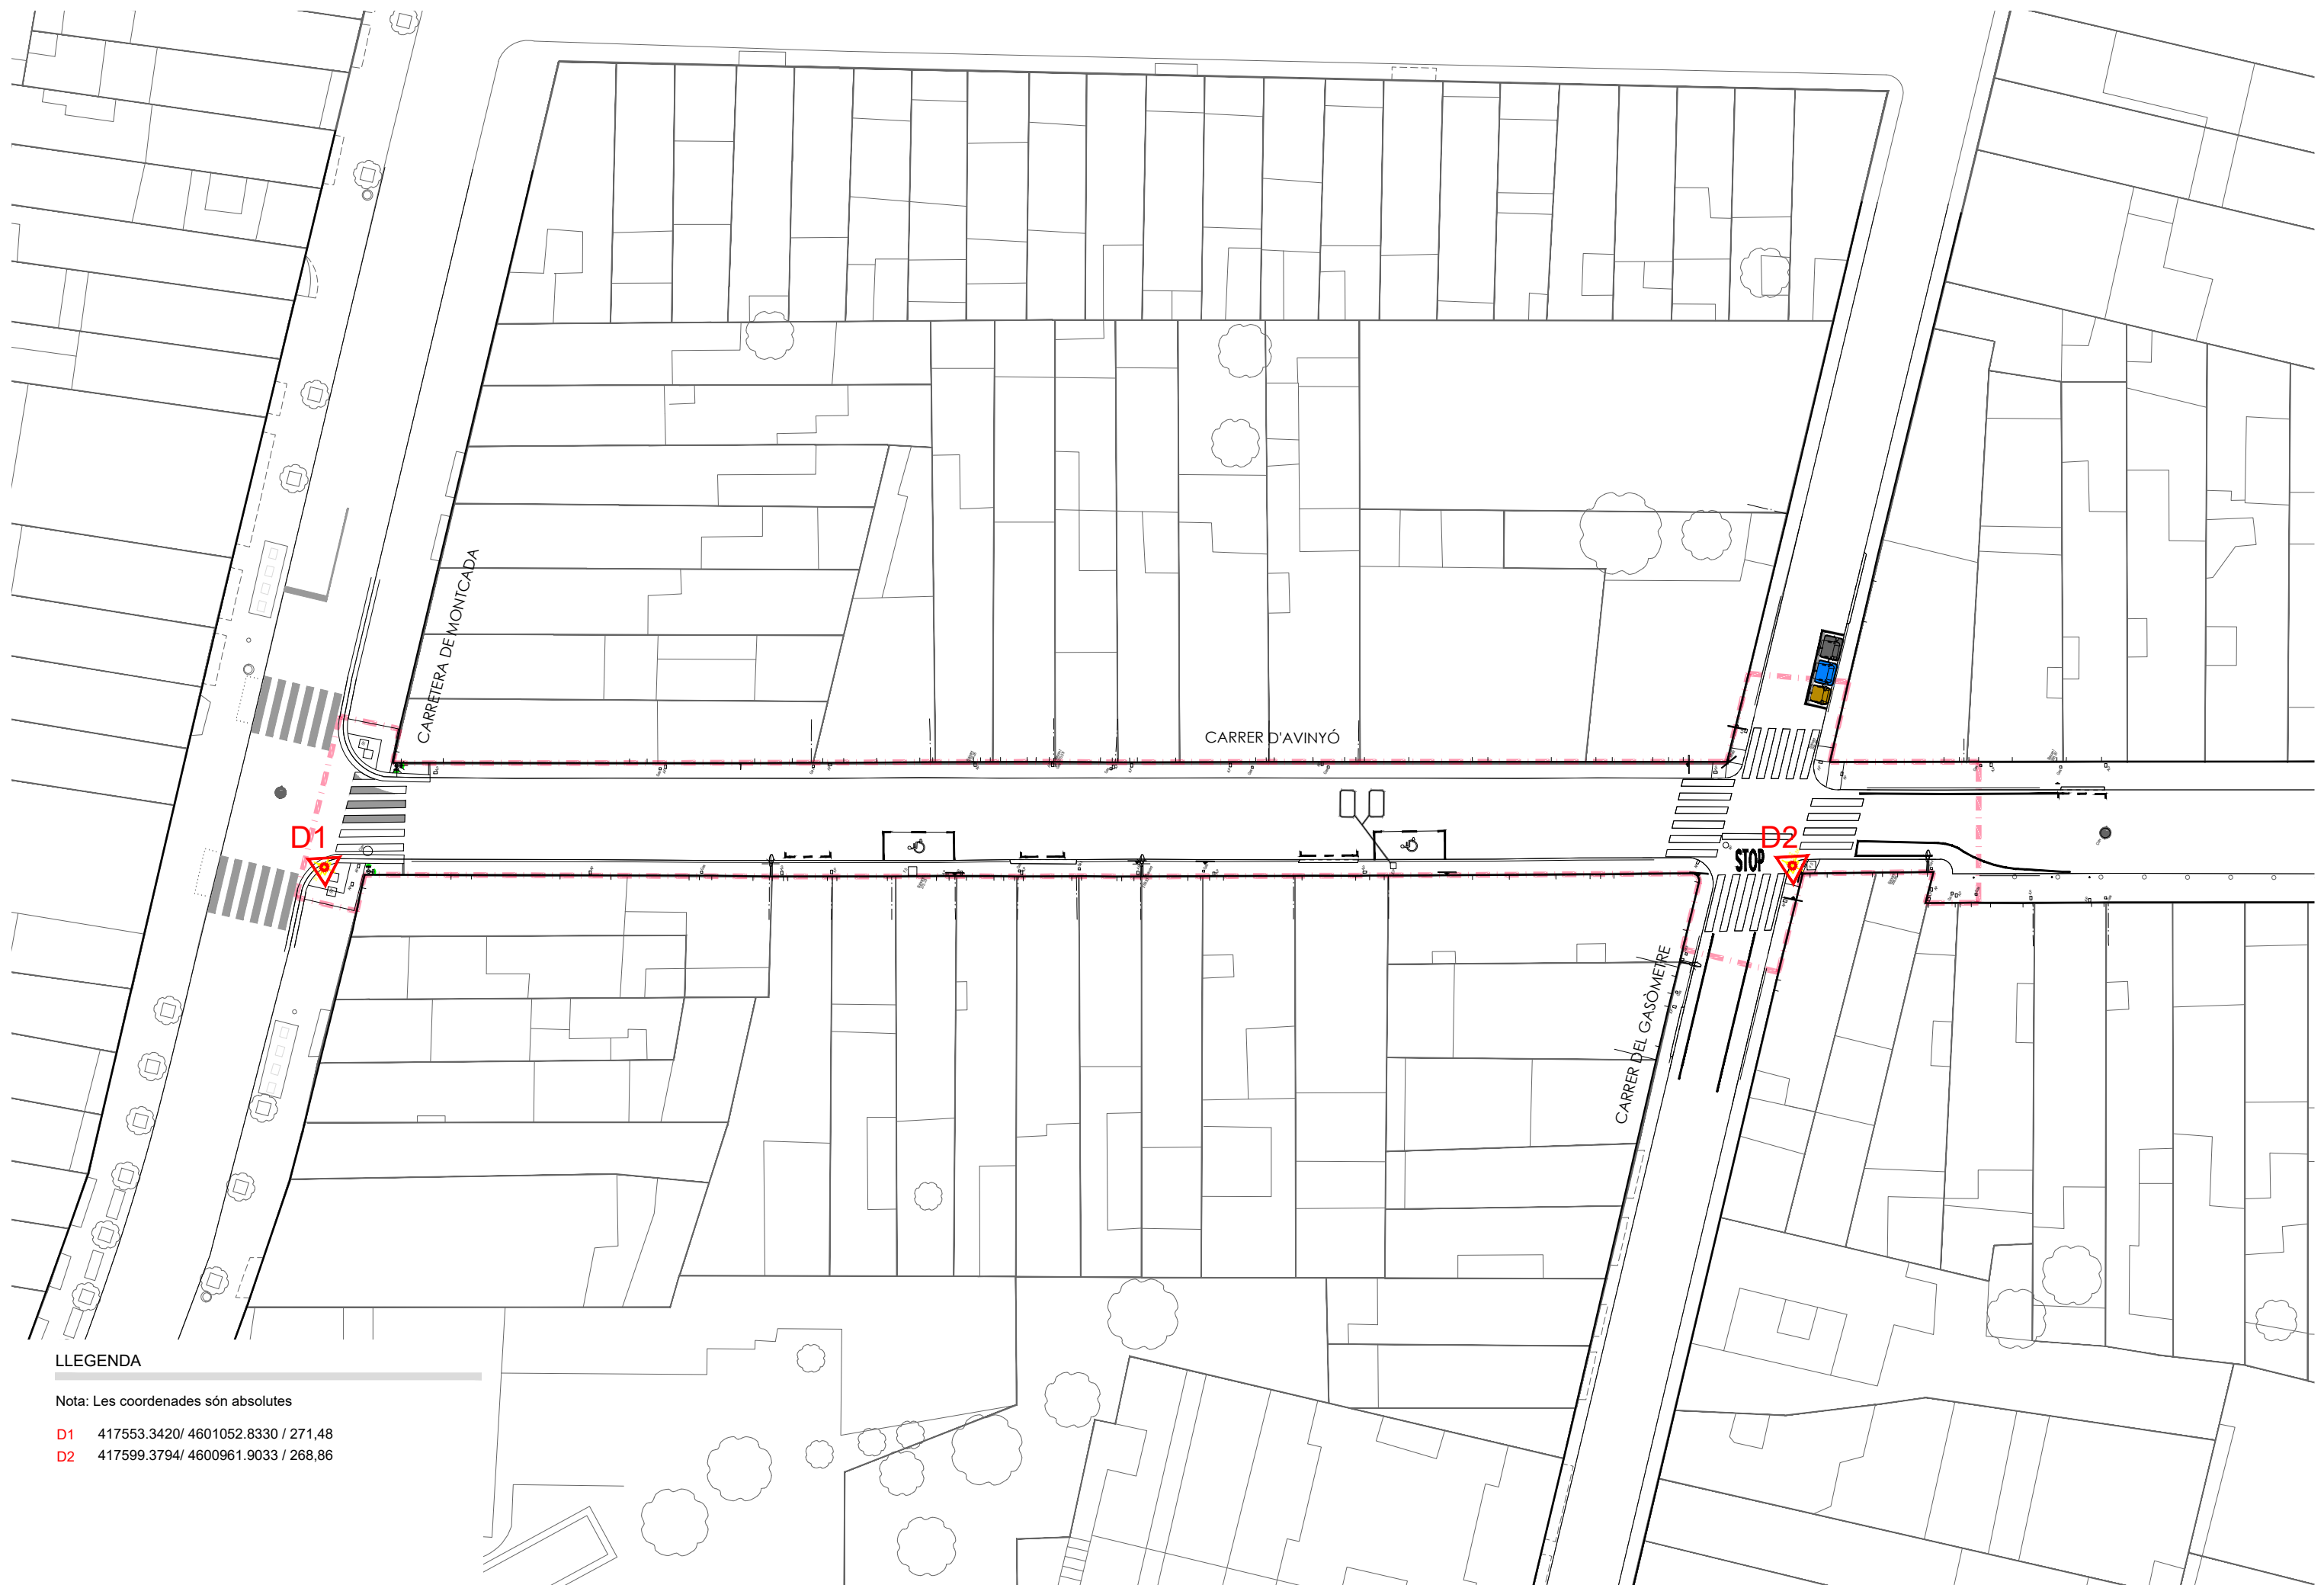 CARRETERA DE MONTCADA
CARRER D'AVINYÓ
D1
D2
STOP
CARRER DEL GASÒMETRE
LLEGENDA
Nota: Les coordenades són absolutes
D1 417553.3420/ 4601052.8330 / 271,48
D2 417599.3794/ 4600961.9033 / 268,86